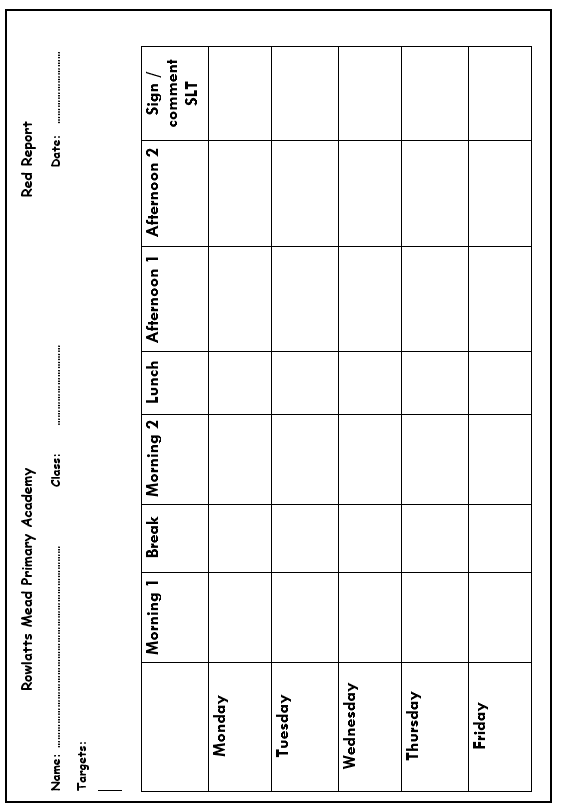 Rowlatts Mead Primary Academy Red Report
Name: .......................................................... Class: ........................ Date: ......................
Targets:
Morning 1 Break Morning 2 Lunch Afternoon 1 Afternoon 2 Sign / comment SLT
Monday
Tuesday
Wednesday
Thursday
Friday